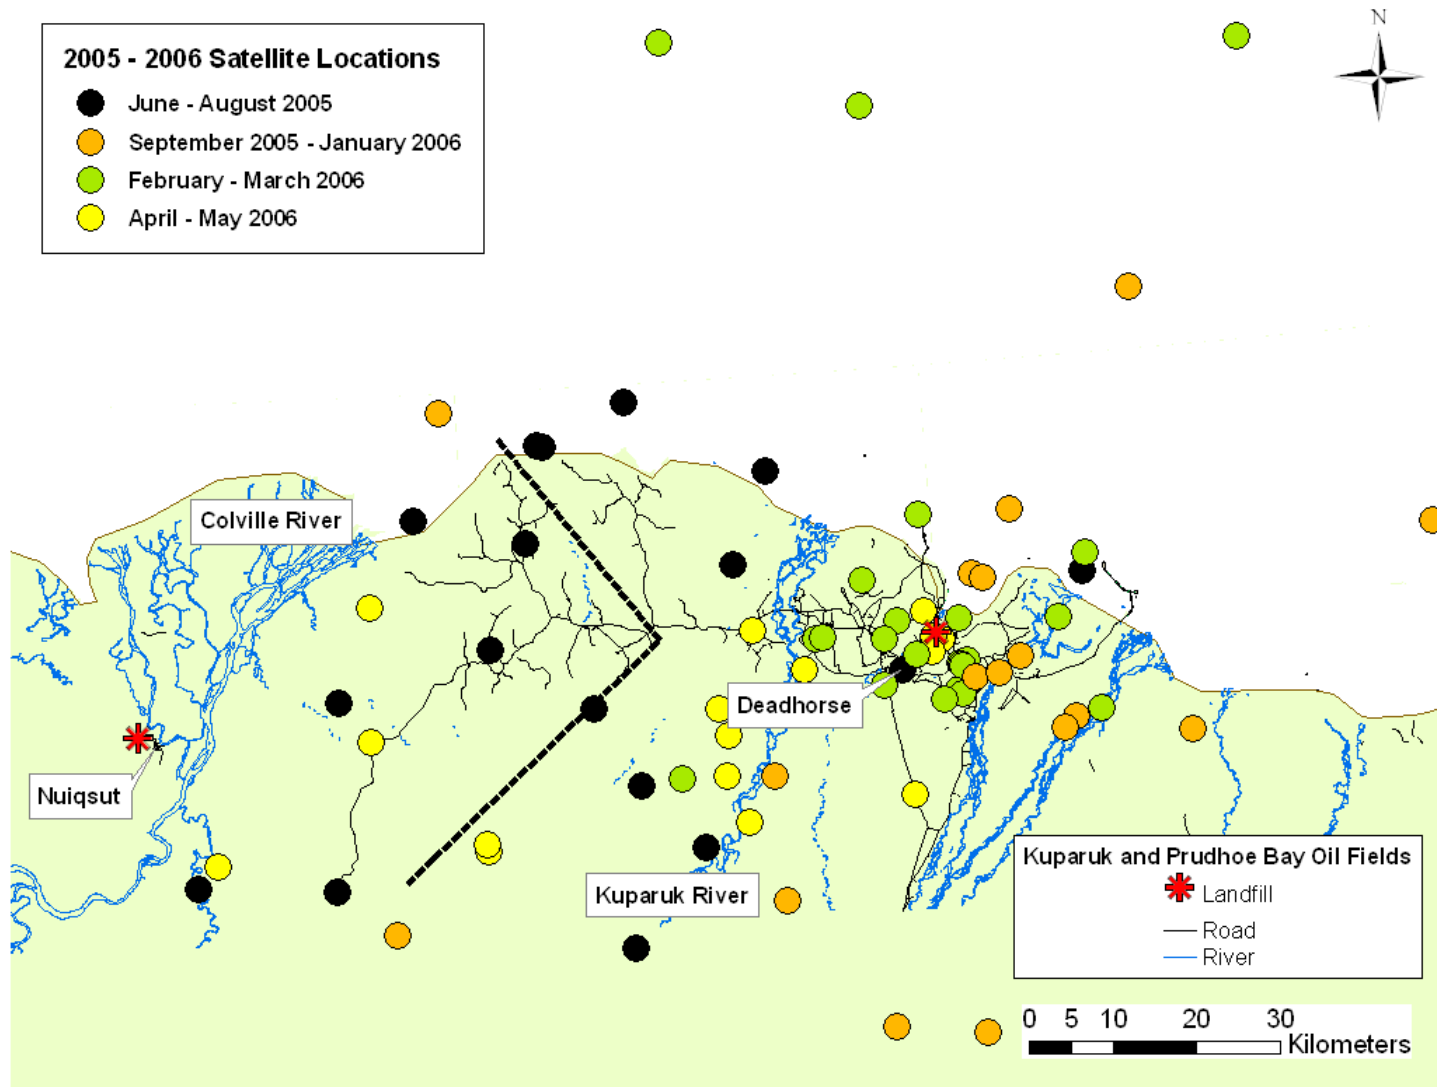 2005 - 2006 Satellite Locations
June - August 2005
September 2005 - January 2006
February - March 2006
April - May 2006
N
Colville River
Deadhorse
Nuiqsut
Kuparuk River
Kuparuk and Prudhoe Bay Oil Fields
Landfill
Road
River
0 5 10 20 30
Kilometers